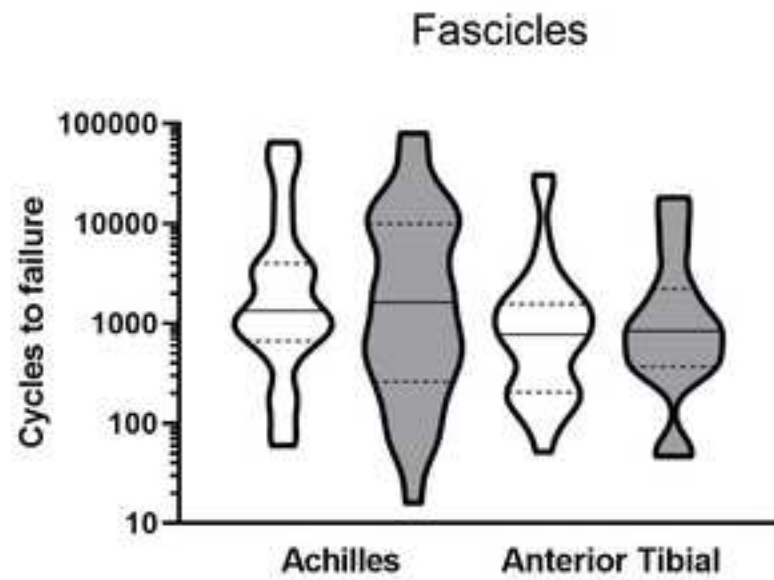 Fascicles
Cycles to failure
100000
10000
1000
100
10
Achilles
Anterior Tibial